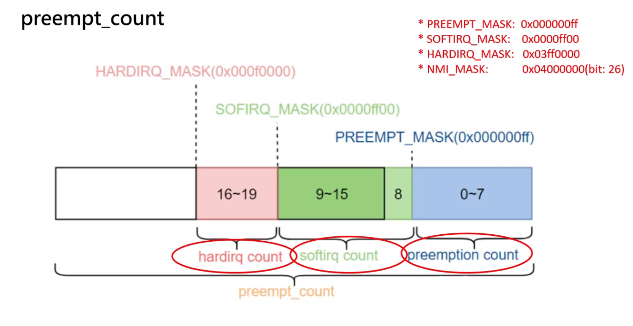 preempt_count
* PREEMPT_MASK: 0x000000ff
* SOFTIRQ_MASK: 0x0000ff00
* HARDIRQ_MASK: 0x03ff0000
* NMI_MASK: 0x04000000(bit: 26)
HARDIRQ_MASK(0x000f0000)
SOFIRQ_MASK(0x0000ff00)
PREEMPT_MASK(0x000000ff)
16~19 9~15 8 0~7
hardirq count softirq count preemption count
preempt_count